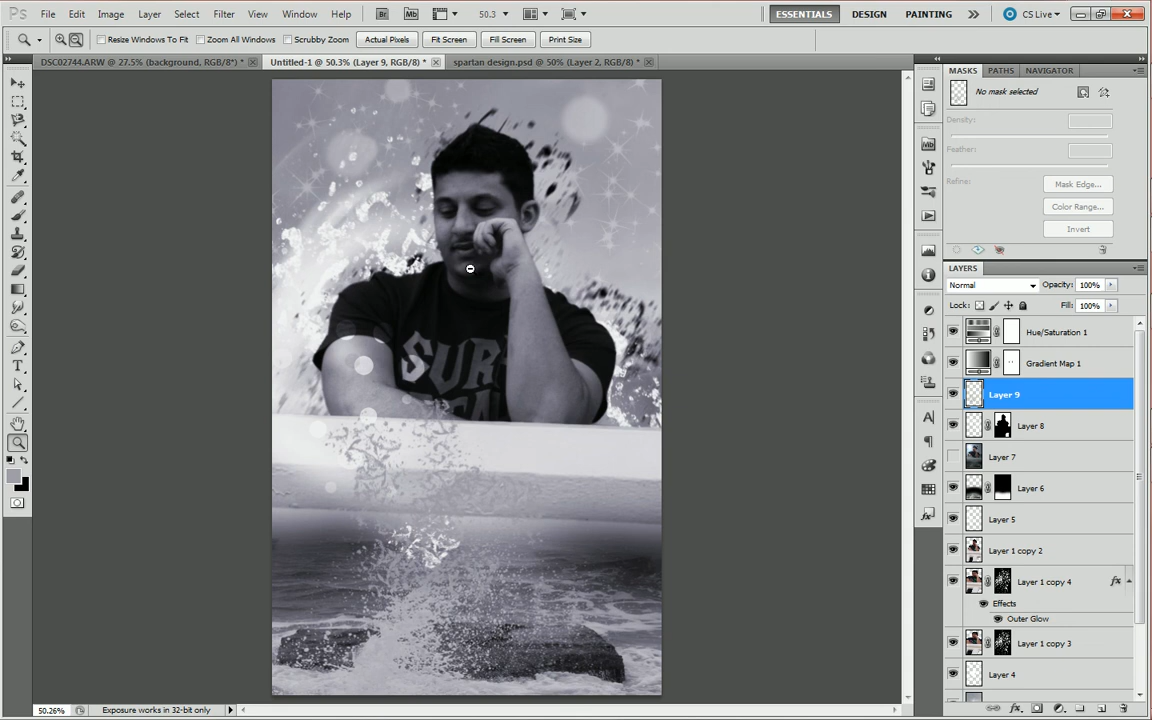 Ps File Edit Image Layer Select Filter Analysis View Window Help Br Mb 50.3 ESSENTIALS DESIGN PAINTING CS Live
Resize Windows To Fit Zoom All Windows Scrubby Zoom Actual Pixels Fit Screen Fill Screen Print Size
DSC02744.ARW @ 27.5% (background, RGB/8*) * Untitled-1 @ 50.3% (Layer 9, RGB/8) * spartan design.psd @ 50% (Layer 2, RGB/8) *
MASKS PATHS NAVIGATOR
No mask selected
Density:
Feather:
Refine: Mask Edge...
Color Range...
Invert
LAYERS
Normal Opacity: 100%
Lock: Fill: 100%
Hue/Saturation 1
Gradient Map 1
Layer 9
Layer 8
Layer 7
Layer 6
Layer 5
Layer 1 copy 2
Layer 1 copy 4 fx
Effects
Outer Glow
Layer 1 copy 3
Layer 4
SUR
50.26% Exposure works in 32-bit only